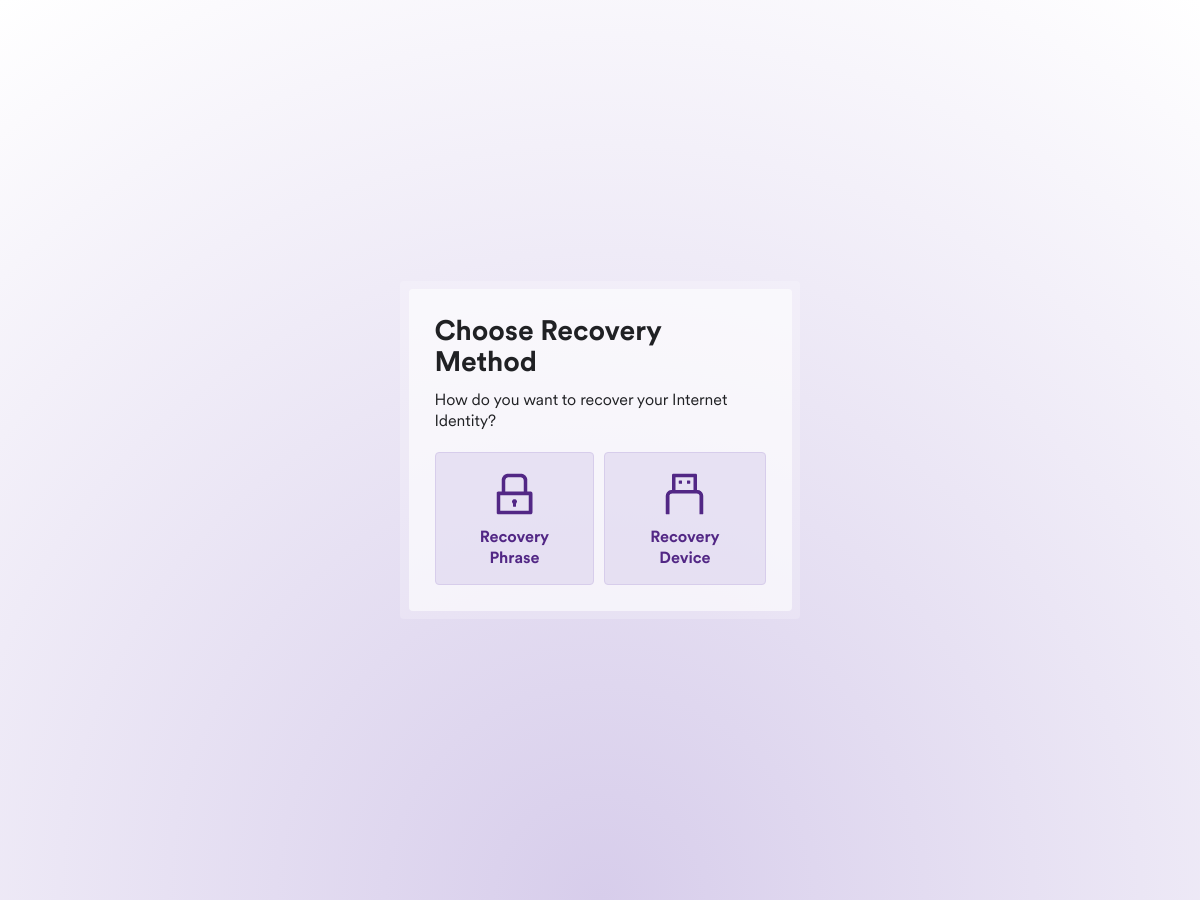 Choose Recovery
Method
How do you want to recover your Internet
Identity?
Recovery
Phrase
Recovery
Device